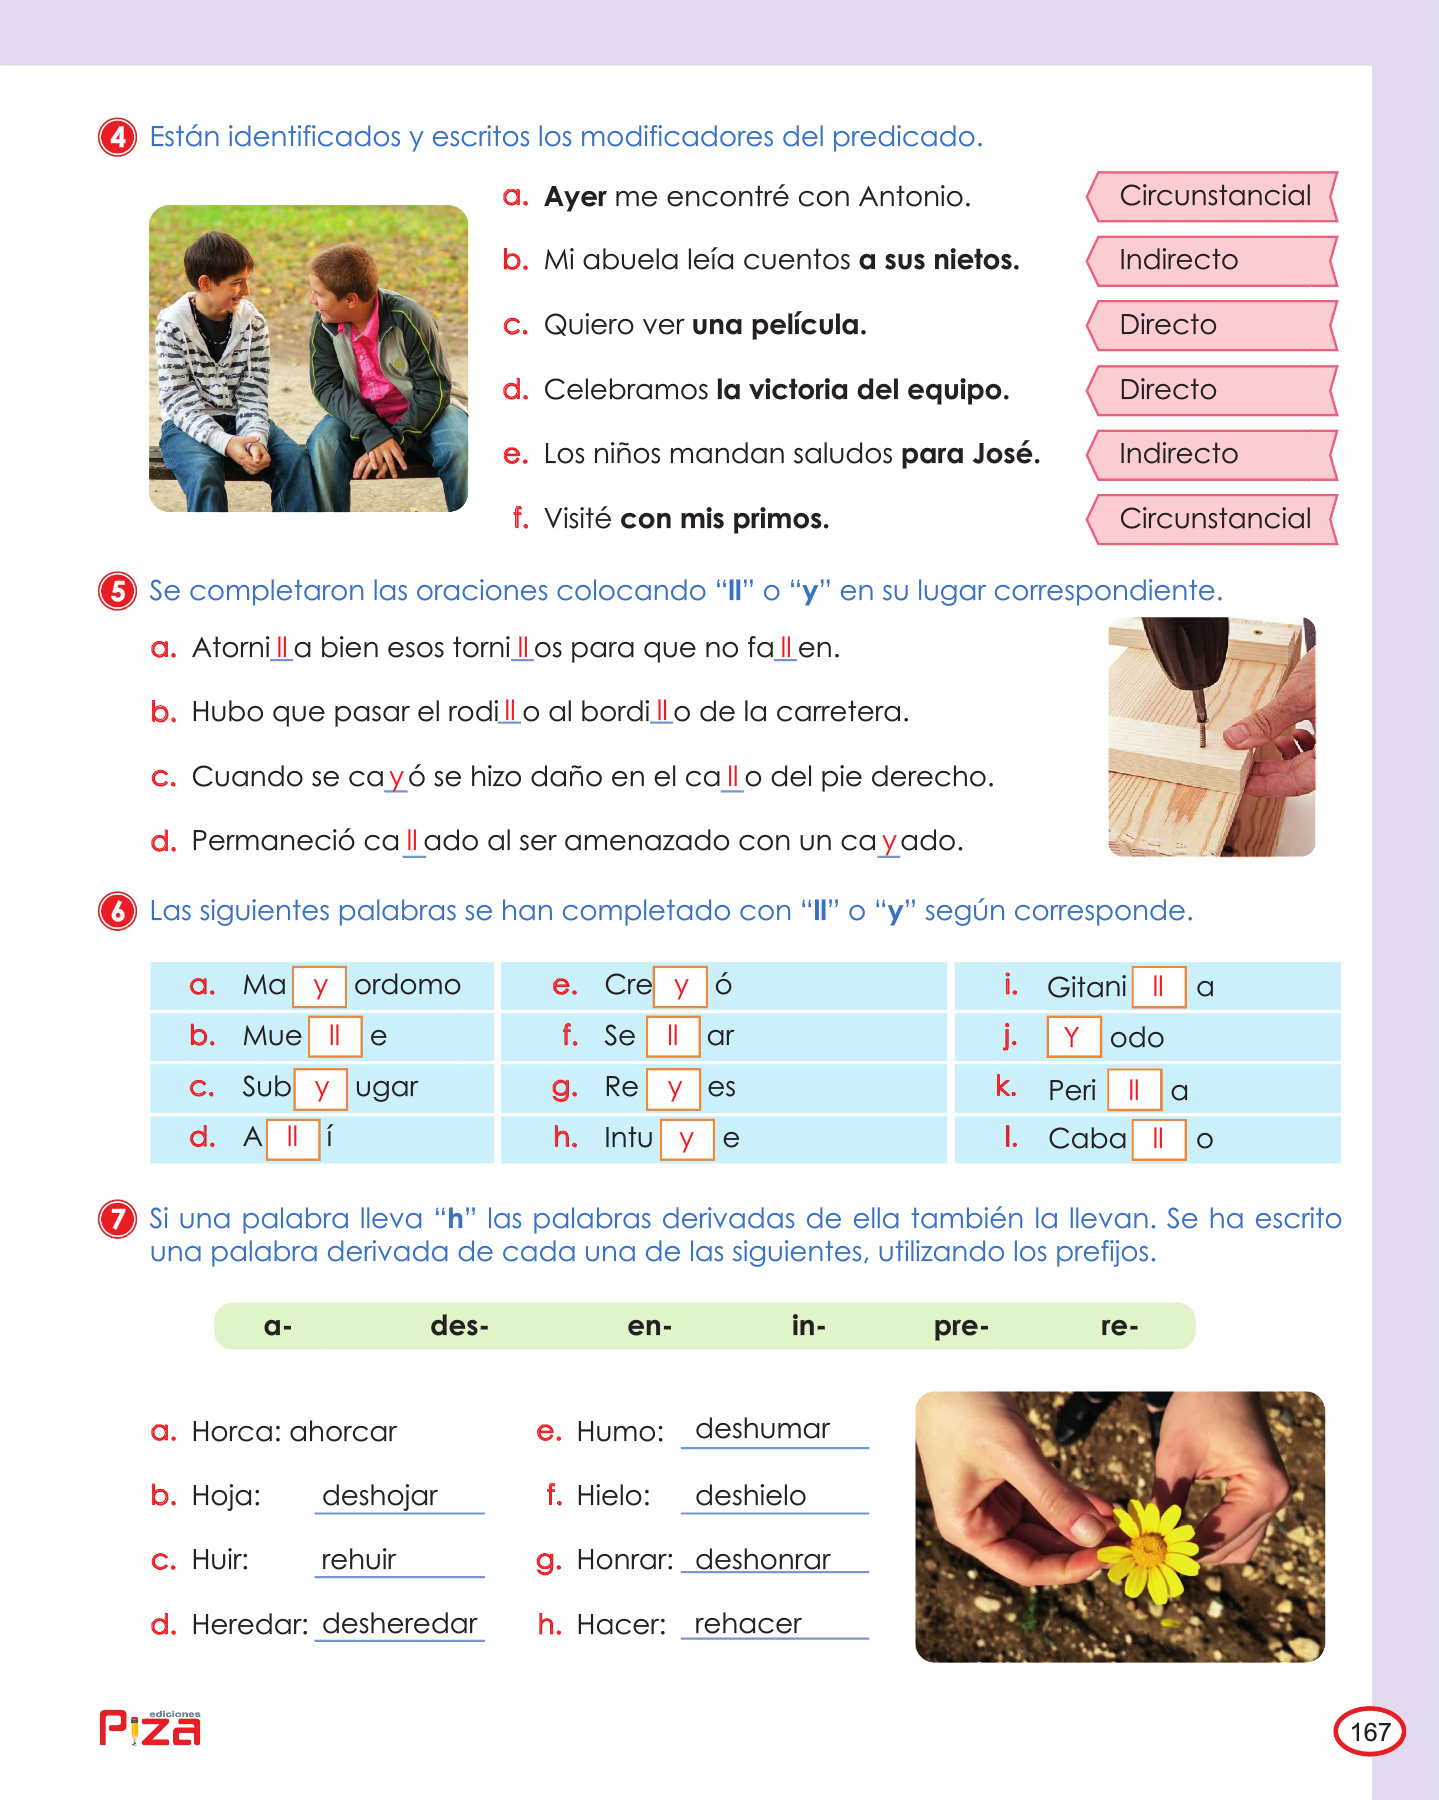 4 Están identificados y escritos los modificadores del predicado.
a. Ayer me encontré con Antonio. Circunstancial
b. Mi abuela leía cuentos a sus nietos. Indirecto
c. Quiero ver una película. Directo
d. Celebramos la victoria del equipo. Directo
e. Los niños mandan saludos para José. Indirecto
f. Visité con mis primos. Circunstancial
5 Se completaron las oraciones colocando “ll” o “y” en su lugar correspondiente.
a. Atornilla bien esos tornillos para que no fallen.
b. Hubo que pasar el rodillo al bordillo de la carretera.
c. Cuando se cayó se hizo daño en el callo del pie derecho.
d. Permaneció callado al ser amenazado con un cayado.
6 Las siguientes palabras se han completado con “ll” o “y” según corresponde.
a. Ma y ordomo e. Cre y ó i. Gitani ll a
b. Mue ll e f. Se ll ar j. Y odo
c. Sub y ugar g. Re y es k. Peri ll a
d. A ll í h. Intu y e l. Caba ll o
7 Si una palabra lleva “h” las palabras derivadas de ella también la llevan. Se ha escrito
una palabra derivada de cada una de las siguientes, utilizando los prefijos.
a- des- en- in- pre- re-
a. Horca: ahorcar e. Humo: deshumar
b. Hoja: deshojar f. Hielo: deshielo
c. Huir: rehuir g. Honrar: deshonrar
d. Heredar: desheredar h. Hacer: rehacer
ediciones
Piza
167